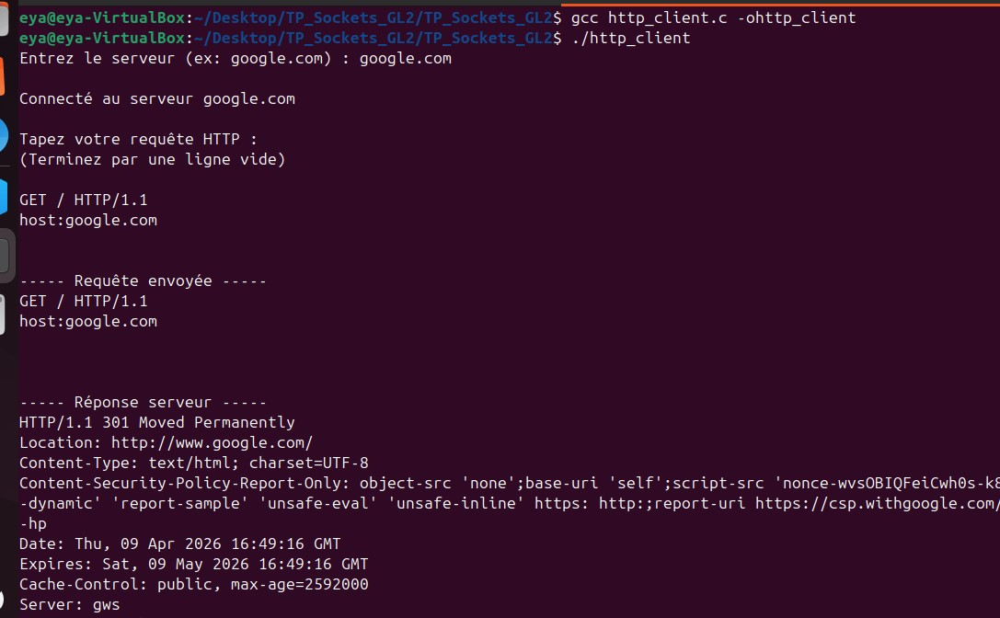 eya@eya-VirtualBox:~/Desktop/TP_Sockets_GL2/TP_Sockets_GL2$ gcc http_client.c -ohttp_client
eya@eya-VirtualBox:~/Desktop/TP_Sockets_GL2/TP_Sockets_GL2$ ./http_client
Entrez le serveur (ex: google.com) : google.com
Connecté au serveur google.com
Tapez votre requête HTTP :
(Terminez par une ligne vide)
GET / HTTP/1.1
host:google.com
----- Requête envoyée -----
GET / HTTP/1.1
host:google.com
----- Réponse serveur -----
HTTP/1.1 301 Moved Permanently
Location: http://www.google.com/
Content-Type: text/html; charset=UTF-8
Content-Security-Policy-Report-Only: object-src 'none';base-uri 'self';script-src 'nonce-wvsOBIQFeiCwh0s-k8
-dynamic' 'report-sample' 'unsafe-eval' 'unsafe-inline' https: http:;report-uri https://csp.withgoogle.com/
-hp
Date: Thu, 09 Apr 2026 16:49:16 GMT
Expires: Sat, 09 May 2026 16:49:16 GMT
Cache-Control: public, max-age=2592000
Server: gws